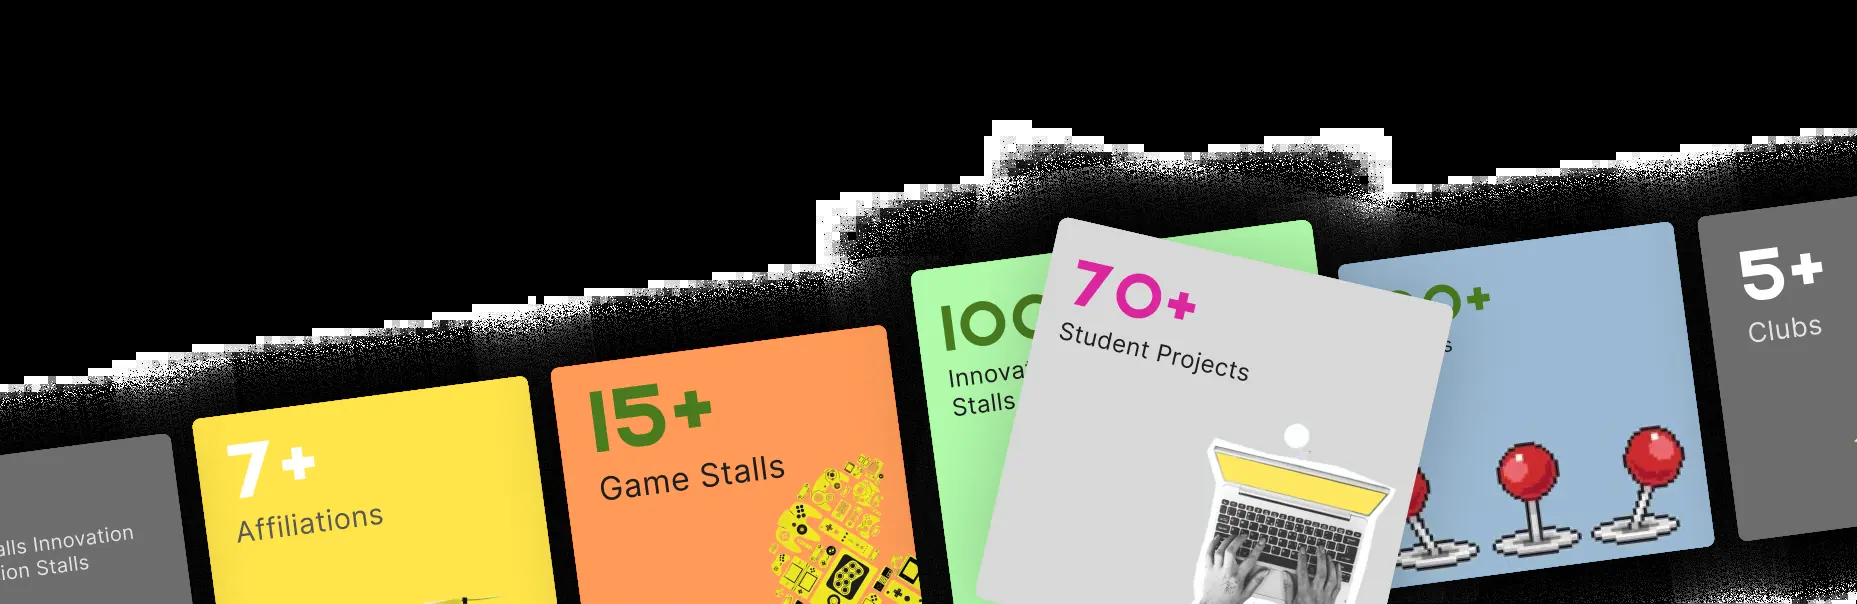 alls Innovation
ion Stalls
7+
Affiliations
15+
Game Stalls
100
Innova
Stalls
70+
Student Projects
0+
s
5+
Clubs